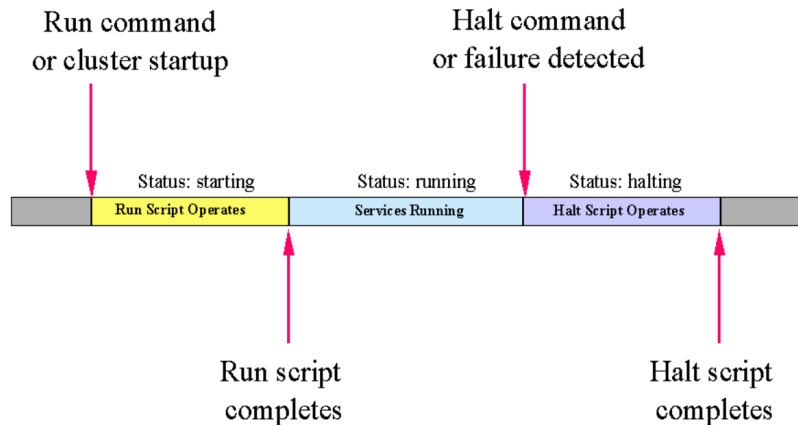 Run command
or cluster startup
Halt command
or failure detected
Status: starting
Status: running
Status: halting
Run Script Operates
Services Running
Halt Script Operates
Run script
completes
Halt script
completes